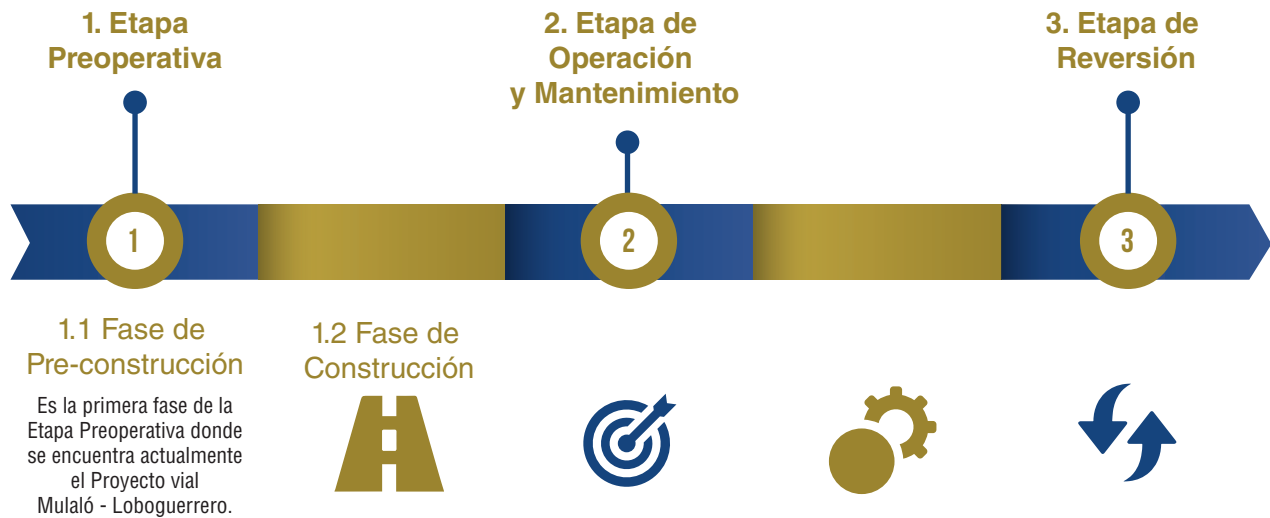 1. Etapa
Preoperativa
2. Etapa de
Operación
y Mantenimiento
3. Etapa de
Reversión
1
2
3
1.1 Fase de
Pre-construcción
Es la primera fase de la
Etapa Preoperativa donde
se encuentra actualmente
el Proyecto vial
Mulaló - Loboguerrero.
1.2 Fase de
Construcción